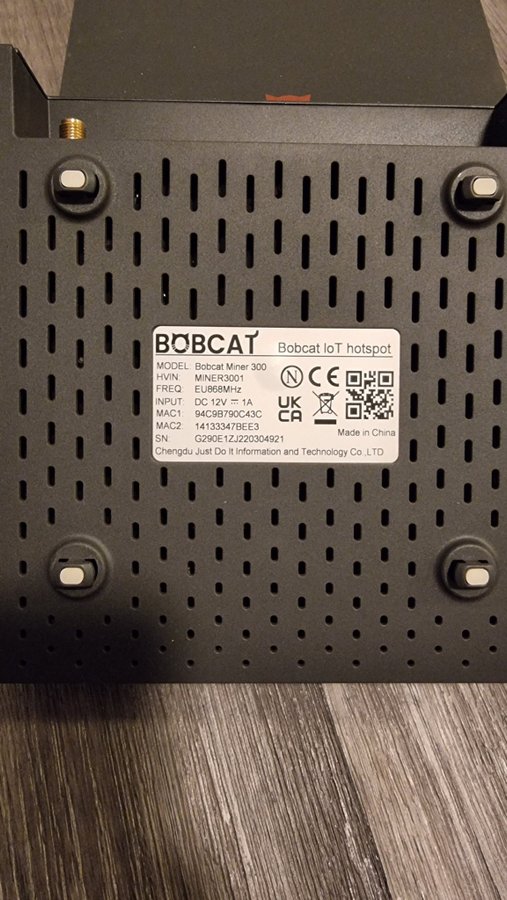 BOBCAT Bobcat IoT hotspot
MODEL: Bobcat Miner 300
HVIN: MINER3001
FREQ: EU868MHz
INPUT: DC 12V ⎓ 1A
MAC1: 94C9B790C43C
MAC2: 14133347BEE3
SN: G290E1ZJ220304921
N CE
UK
CA
Made in China
Chengdu Just Do It Information and Technology Co.,LTD